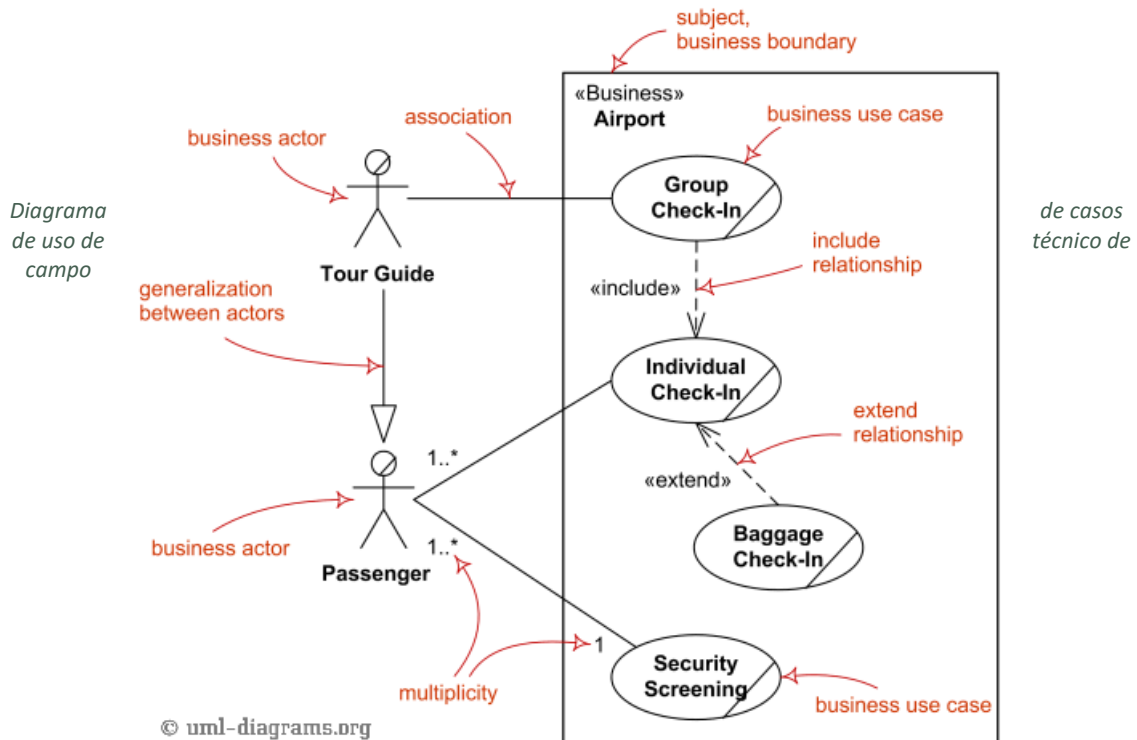 subject,
business boundary
«Business»
Airport
business use case
association
business actor
Group
Check-In
Diagrama
de uso de
campo
de casos
técnico de
Tour Guide
include
relationship
«include»
generalization
between actors
Individual
Check-In
extend
relationship
1..*
«extend»
business actor
1..*
Passenger
Baggage
Check-In
1
multiplicity
Security
Screening
business use case
© uml-diagrams.org